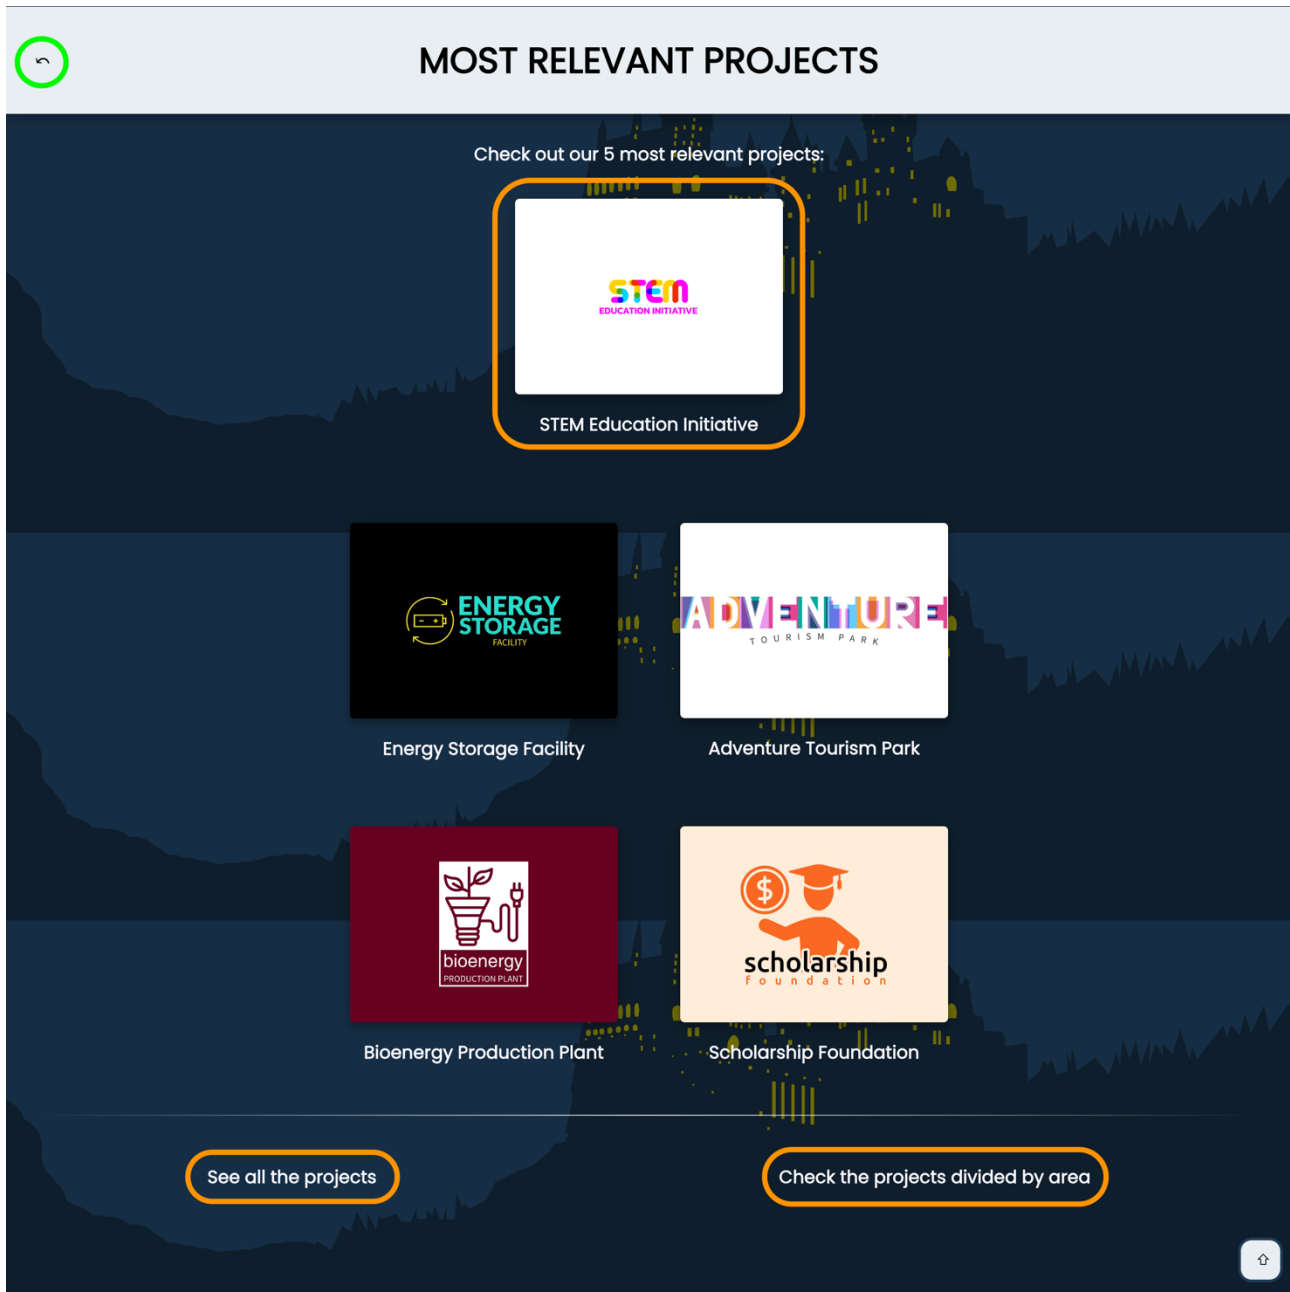 MOST RELEVANT PROJECTS
Check out our 5 most relevant projects:
STEM
EDUCATION INITIATIVE
STEM Education Initiative
ENERGY
STORAGE
FACILITY
Energy Storage Facility
ADVENTURE
TOURISM PARK
Adventure Tourism Park
bioenergy
PRODUCTION PLANT
Bioenergy Production Plant
$
scholarship
foundation
Scholarship Foundation
See all the projects
Check the projects divided by area